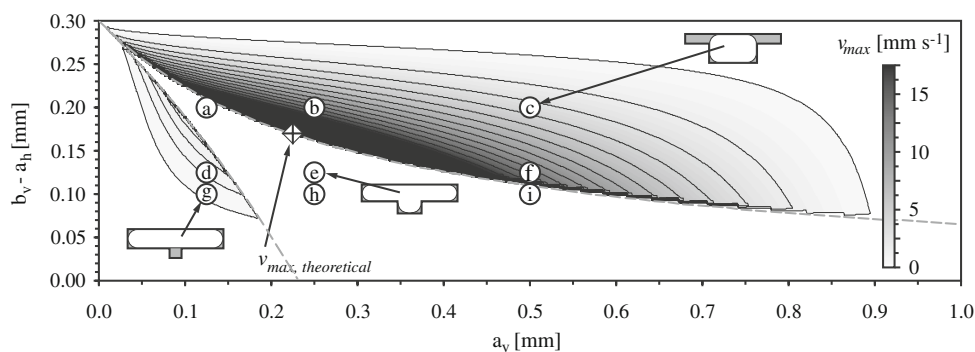 0.30
0.25
0.20
0.15
0.10
0.05
0.00
b_v - a_h [mm]
0.0 0.1 0.2 0.3 0.4 0.5 0.6 0.7 0.8 0.9 1.0
a_v [mm]
a
b
c
d
e
f
g
h
i
v_max, theoretical
v_max [mm s⁻¹]
15
10
5
0